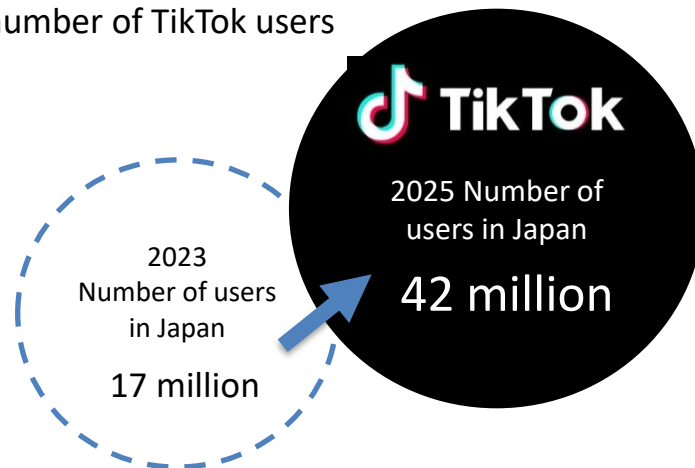 number of TikTok users
TikTok
2025 Number of
users in Japan
42 million
2023
Number of users
in Japan
17 million